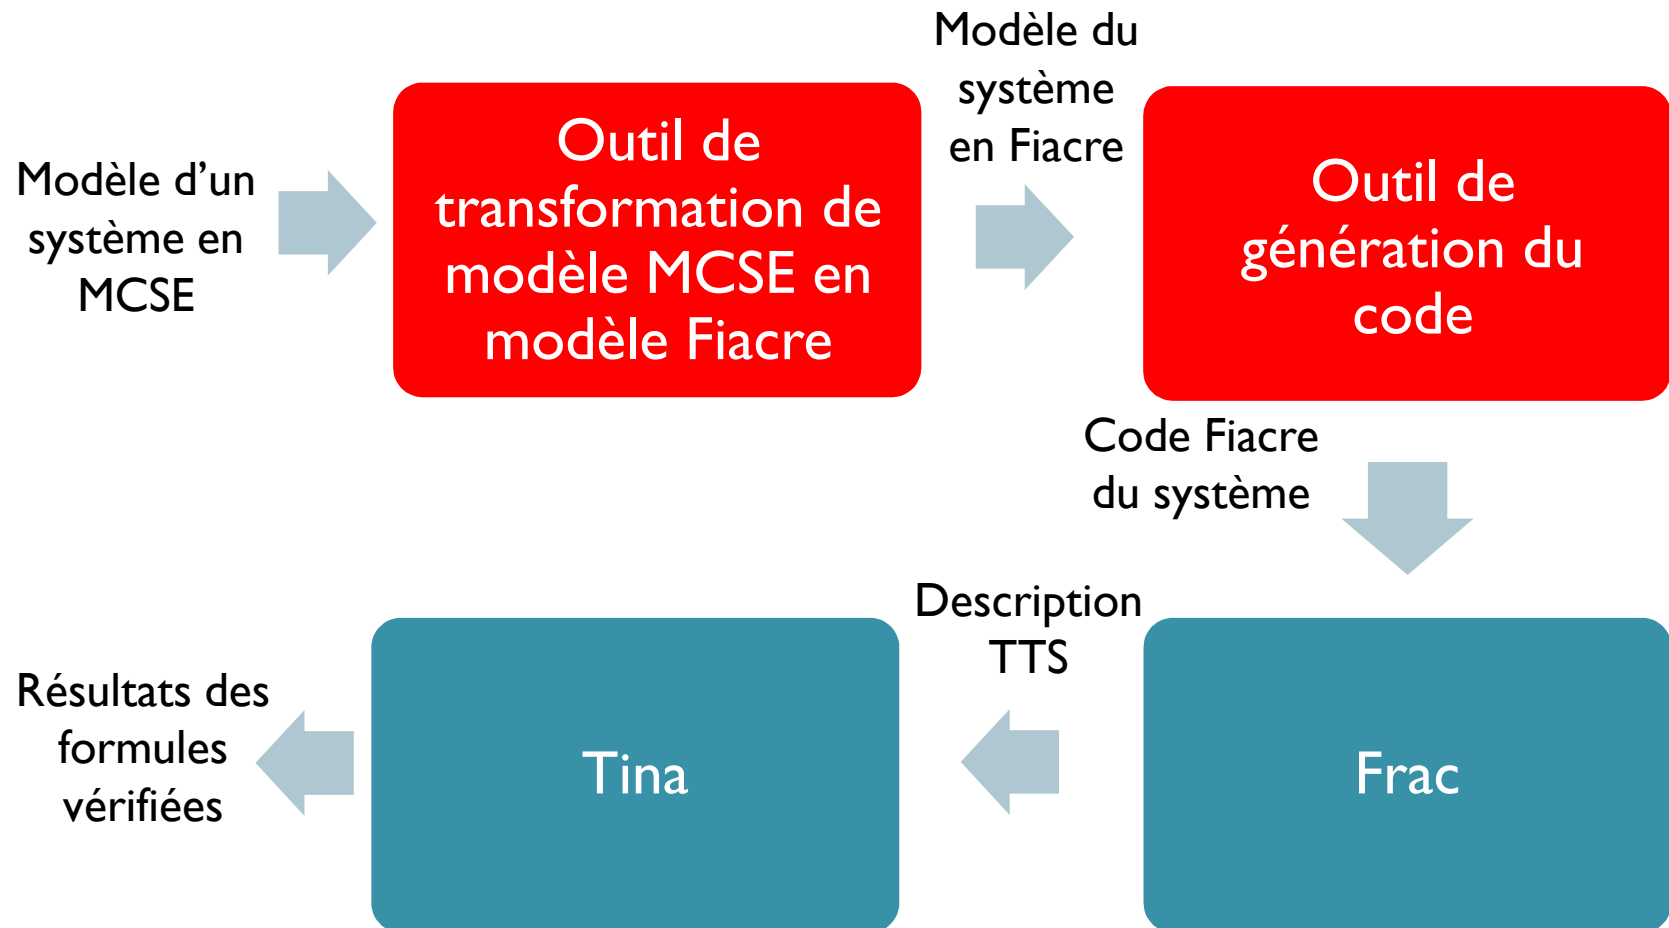 Modèle d’un
système en
MCSE
Outil de
transformation de
modèle MCSE en
modèle Fiacre
Modèle du
système
en Fiacre
Outil de
génération du
code
Code Fiacre
du système
Frac
Description
TTS
Tina
Résultats des
formules
vérifiées